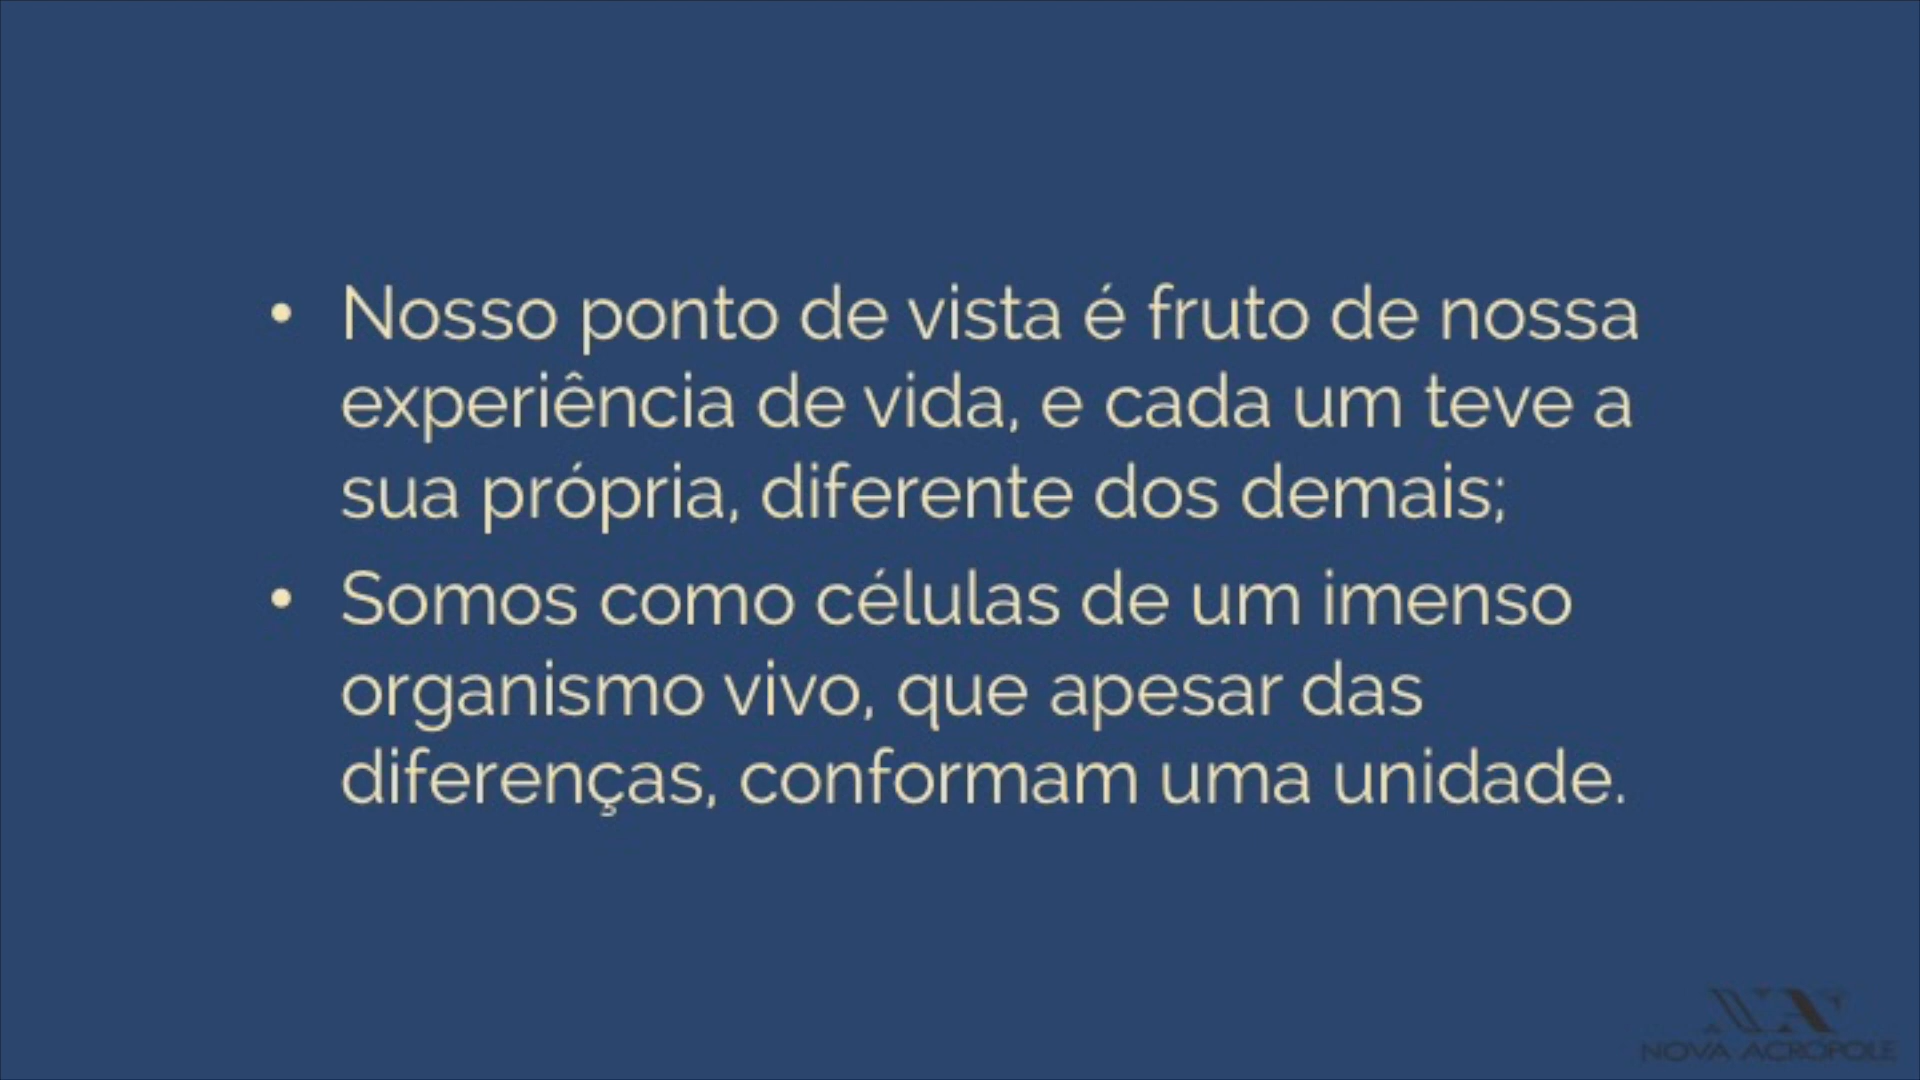 • Nosso ponto de vista é fruto de nossa
experiência de vida, e cada um teve a
sua própria, diferente dos demais;
• Somos como células de um imenso
organismo vivo, que apesar das
diferenças, conformam uma unidade.
NA
NOVA ACRÓPOLE